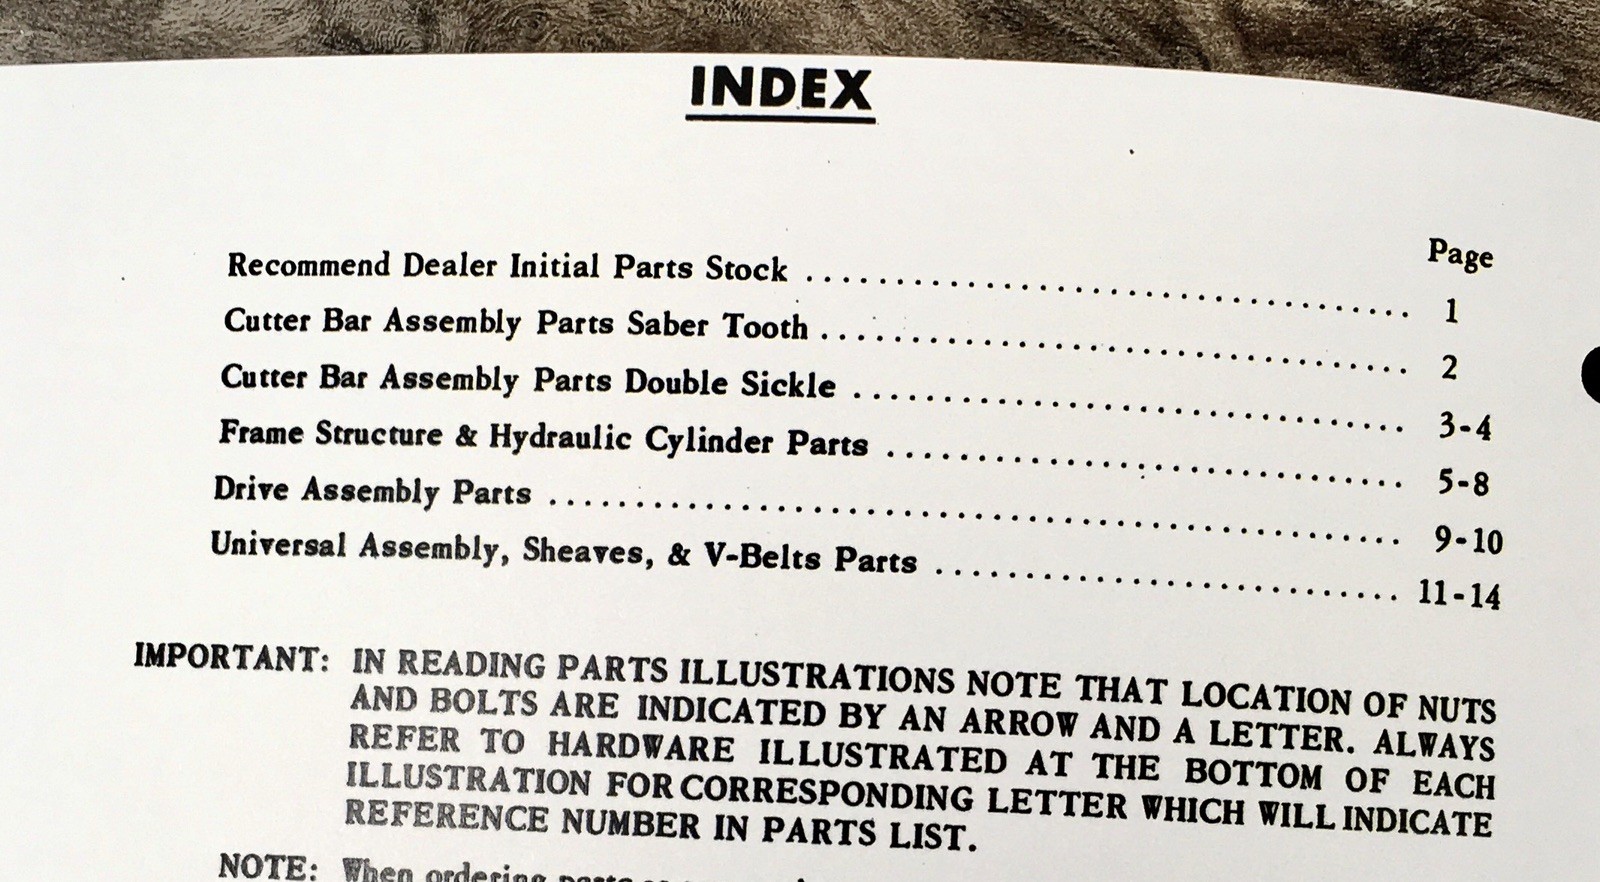 INDEX
Page
Recommend Dealer Initial Parts Stock ........................................ 1
Cutter Bar Assembly Parts Saber Tooth ....................................... 2
Cutter Bar Assembly Parts Double Sickle .................................... 3-4
Frame Structure & Hydraulic Cylinder Parts ................................. 5-8
Drive Assembly Parts ...................................................... 9-10
Universal Assembly, Sheaves, & V-Belts Parts ............................. 11-14
IMPORTANT: IN READING PARTS ILLUSTRATIONS NOTE THAT LOCATION OF NUTS
AND BOLTS ARE INDICATED BY AN ARROW AND A LETTER. ALWAYS
REFER TO HARDWARE ILLUSTRATED AT THE BOTTOM OF EACH
ILLUSTRATION FOR CORRESPONDING LETTER WHICH WILL INDICATE
REFERENCE NUMBER IN PARTS LIST.
NOTE: When ordering parts